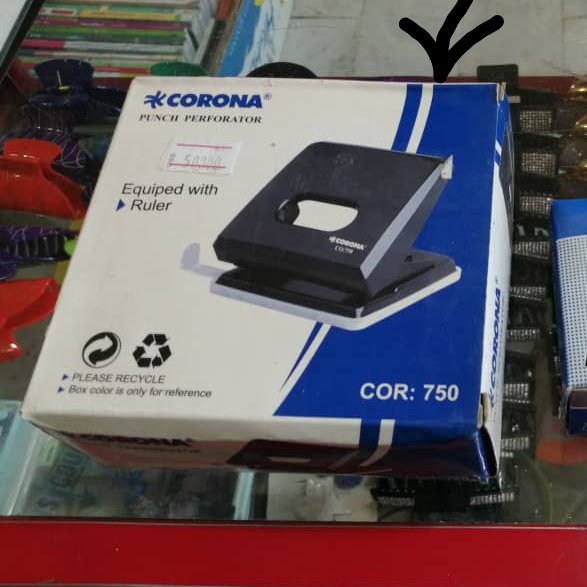 CORONA®
PUNCH PERFORATOR
50000
Equiped with
Ruler
CORONA
PLEASE RECYCLE
Box color is only for reference
COR: 750
CORONA
CORONA